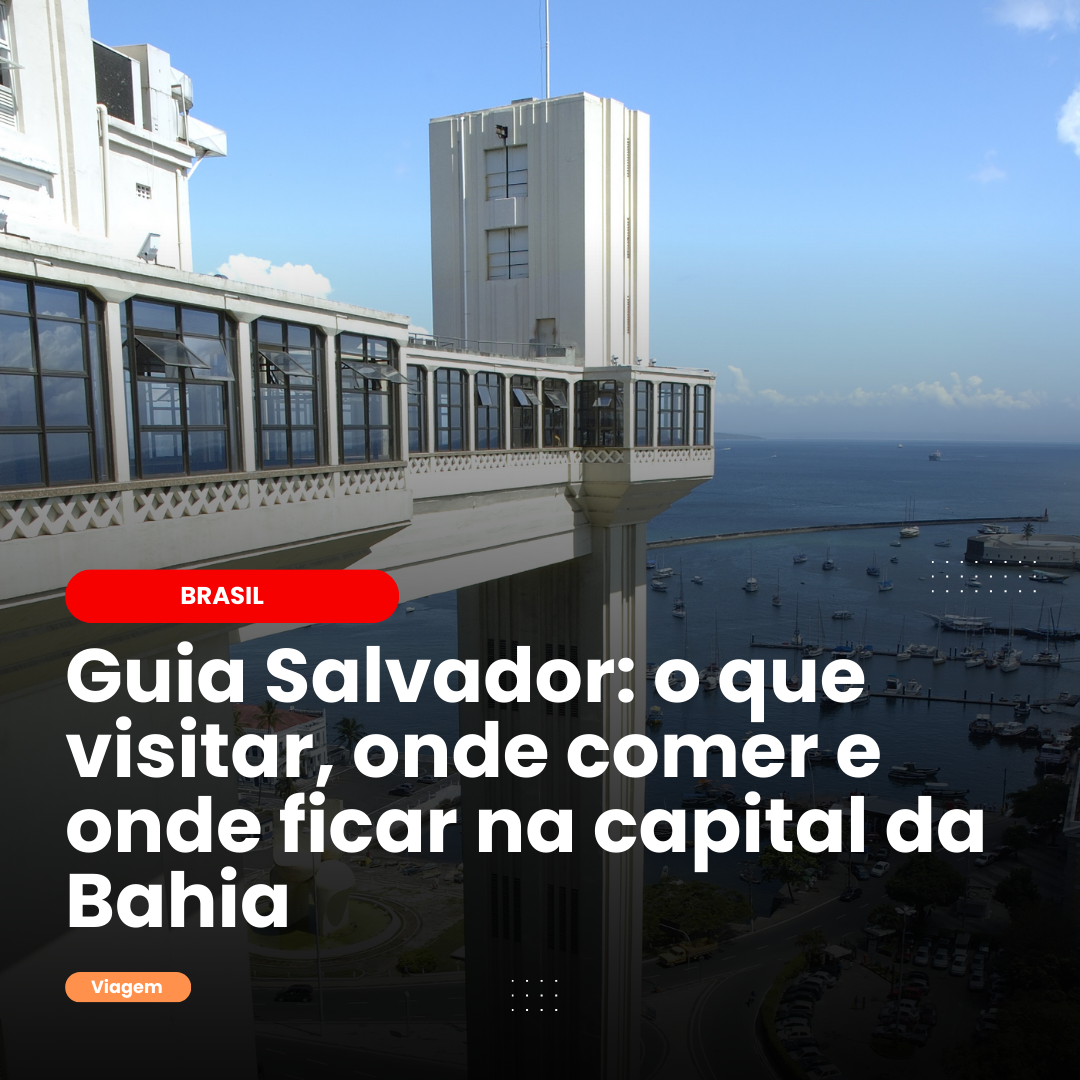 BRASIL
Guia Salvador: o que
visitar, onde comer e
onde ficar na capital da
Bahia
Viagem